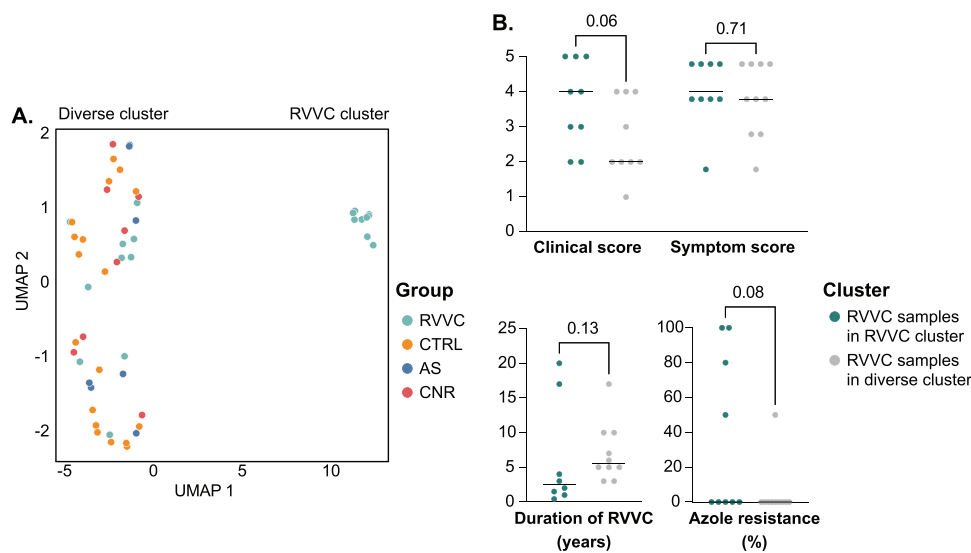 A.
Diverse cluster
RVVC cluster
2
1
0
-1
-2
UMAP 2
-5
0
5
10
UMAP 1
Group
RVVC
CTRL
AS
CNR
B.
0.06
0.71
5
4
3
2
1
0
Clinical score
Symptom score
0.13
25
20
15
10
5
0
Duration of RVVC
(years)
0.08
100
80
60
40
20
0
Azole resistance
(%)
Cluster
RVVC samples
in RVVC cluster
RVVC samples
in diverse cluster